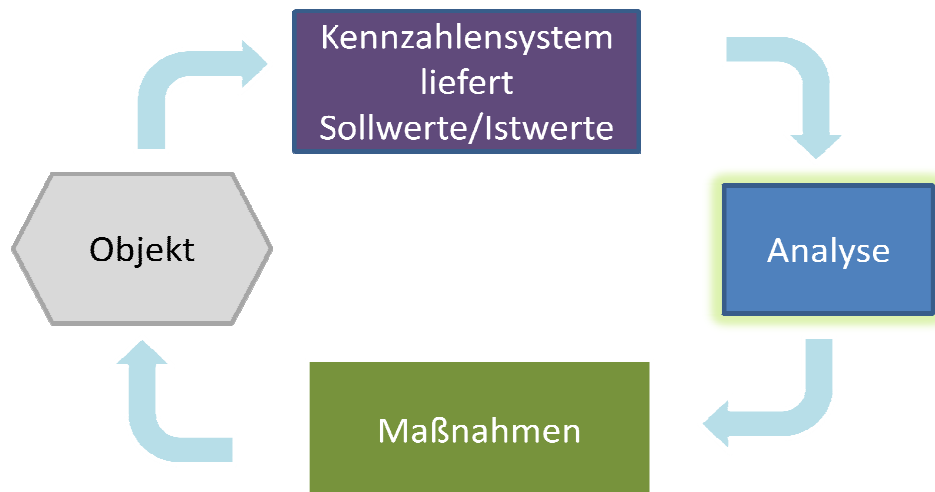 Kennzahlensystem
liefert
Sollwerte/Istwerte
Objekt
Analyse
Maßnahmen